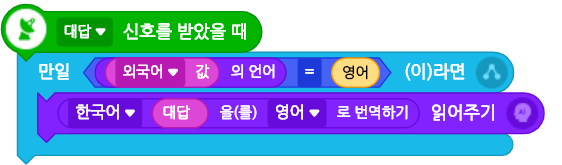 대답 신호를 받았을 때
만일 외국어 값 의 언어 = 영어 (이)라면
한국어 대답 을(를) 영어 로 번역하기 읽어주기